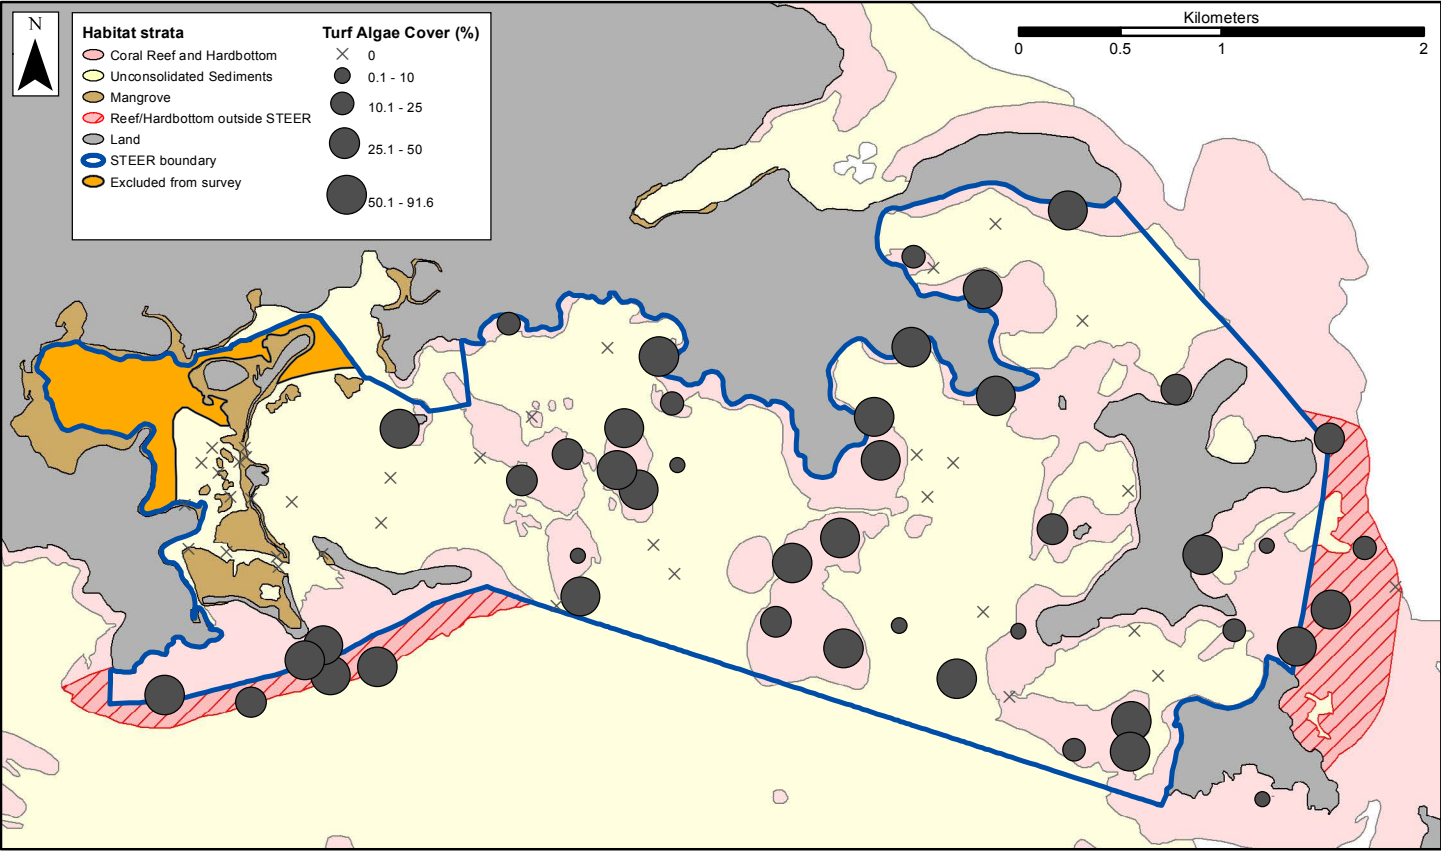 N
Habitat strata
Coral Reef and Hardbottom
Unconsolidated Sediments
Mangrove
Reef/Hardbottom outside STEER
Land
STEER boundary
Excluded from survey
Turf Algae Cover (%)
0
0.1 - 10
10.1 - 25
25.1 - 50
50.1 - 91.6
Kilometers
0 0.5 1 2